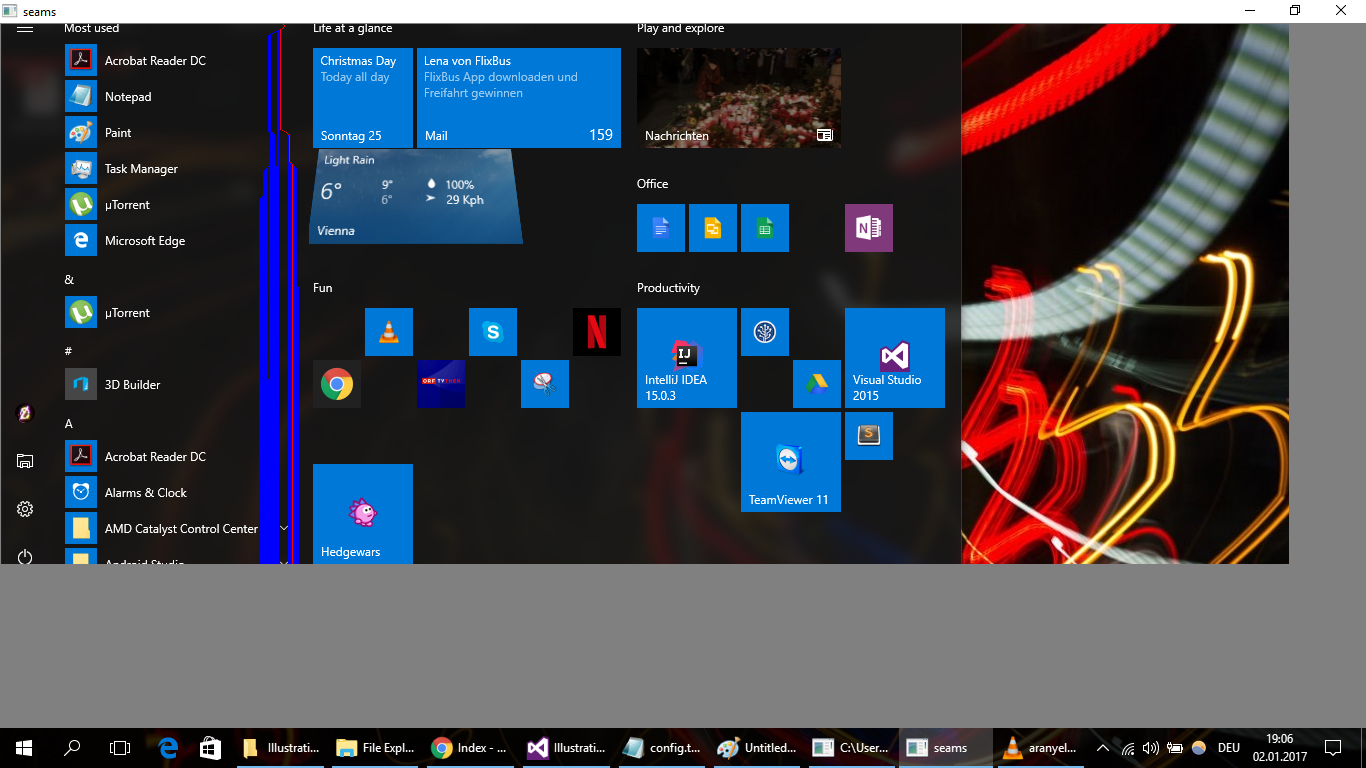 seams
Most used
Acrobat Reader DC
Notepad
Paint
Task Manager
µTorrent
Microsoft Edge
&
µTorrent
#
3D Builder
A
Acrobat Reader DC
Alarms & Clock
AMD Catalyst Control Center
Android Studio
Life at a glance
Christmas Day
Today all day
Sonntag 25
Lena von FlixBus
FlixBus App downloaden und
Freifahrt gewinnen
Mail 159
Light Rain
6° 9° 100%
6° 29 Kph
Vienna
Fun
S
N
ORF TVTHEK
Hedgewars
Play and explore
Nachrichten
Office
N
Productivity
IJ
IntelliJ IDEA
15.0.3
Visual Studio
2015
S
TeamViewer 11
Illustrati...
File Expl...
Index - ...
Illustrati...
config.t...
Untitled...
C:\User...
seams
aranyel...
DEU
19:06
02.01.2017